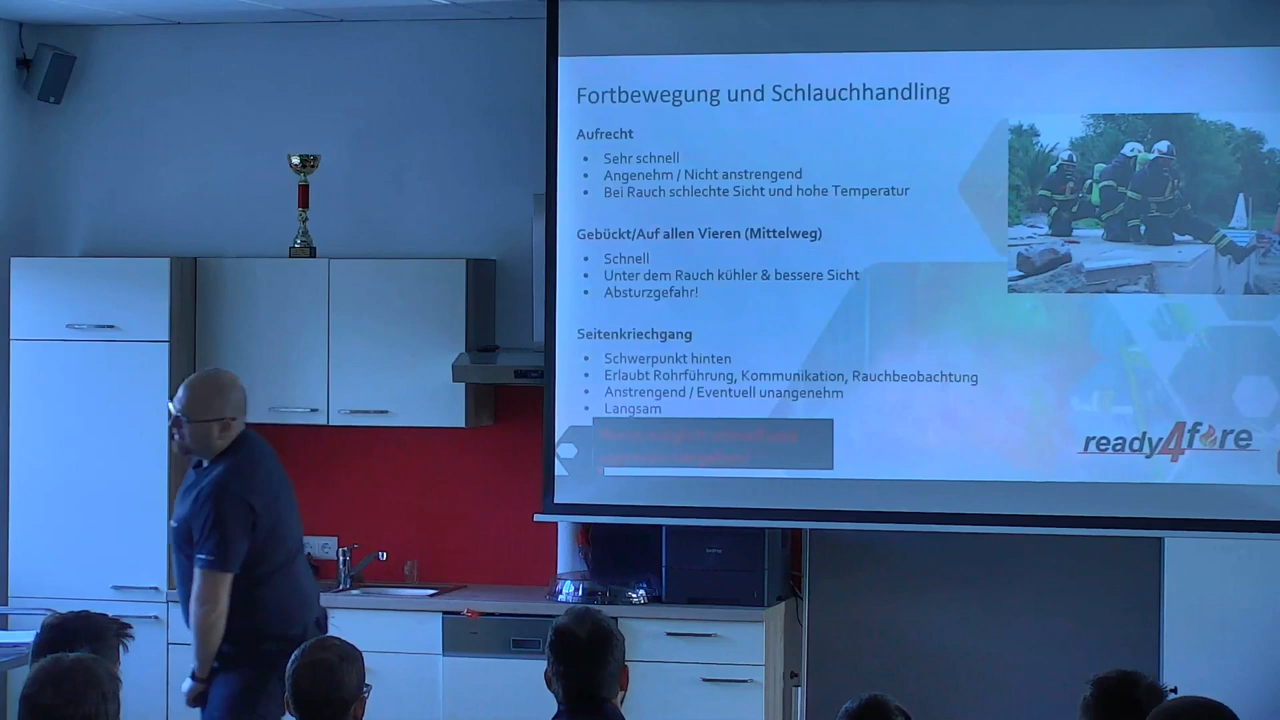 Fortbewegung und Schlauchhandling
Aufrecht
• Sehr schnell
• Angenehm / Nicht anstrengend
• Bei Rauch schlechte Sicht und hohe Temperatur
Gebückt/Auf allen Vieren (Mittelweg)
• Schnell
• Unter dem Rauch kühler & bessere Sicht
• Absturzgefahr!
Seitenkriechgang
• Schwerpunkt hinten
• Erlaubt Rohrführung, Kommunikation, Rauchbeobachtung
• Anstrengend / Eventuell unangenehm
• Langsam
ready4fire
brother